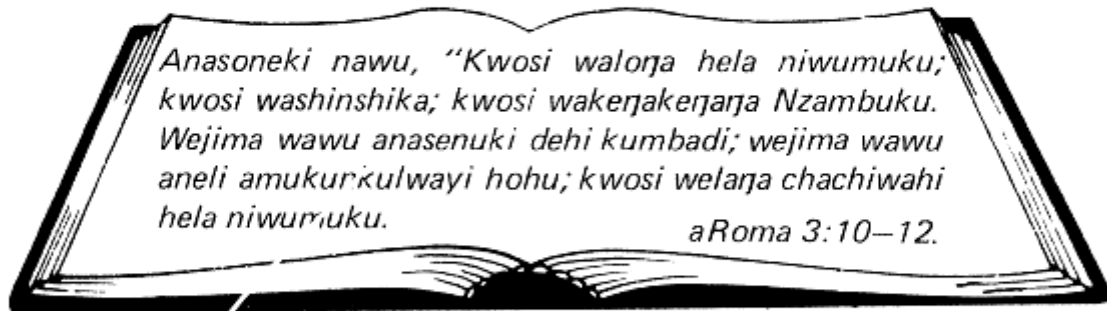 Anasoneki nawu, “Kwosi waloŋa hela niwumuku;
kwosi washinshika; kwosi wakeŋakeŋaŋa Nzambuku.
Wejima wawu anasenuki dehi kumbadi; wejima wawu
aneli amukunkulwayi hohu; kwosi welaŋa chachiwahi
hela niwumuku.
aRoma 3:10–12.